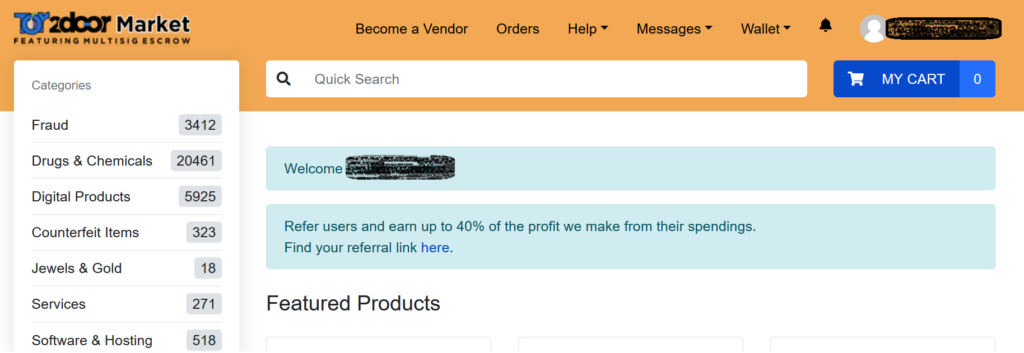 Tor2door Market
FEATURING MULTISIG ESCROW
Become a Vendor
Orders
Help
Messages
Wallet
Categories
Quick Search
MY CART
0
Fraud 3412
Drugs & Chemicals 20461
Digital Products 5925
Counterfeit Items 323
Jewels & Gold 18
Services 271
Software & Hosting 518
Welcome
Refer users and earn up to 40% of the profit we make from their spendings.
Find your referral link here.
Featured Products